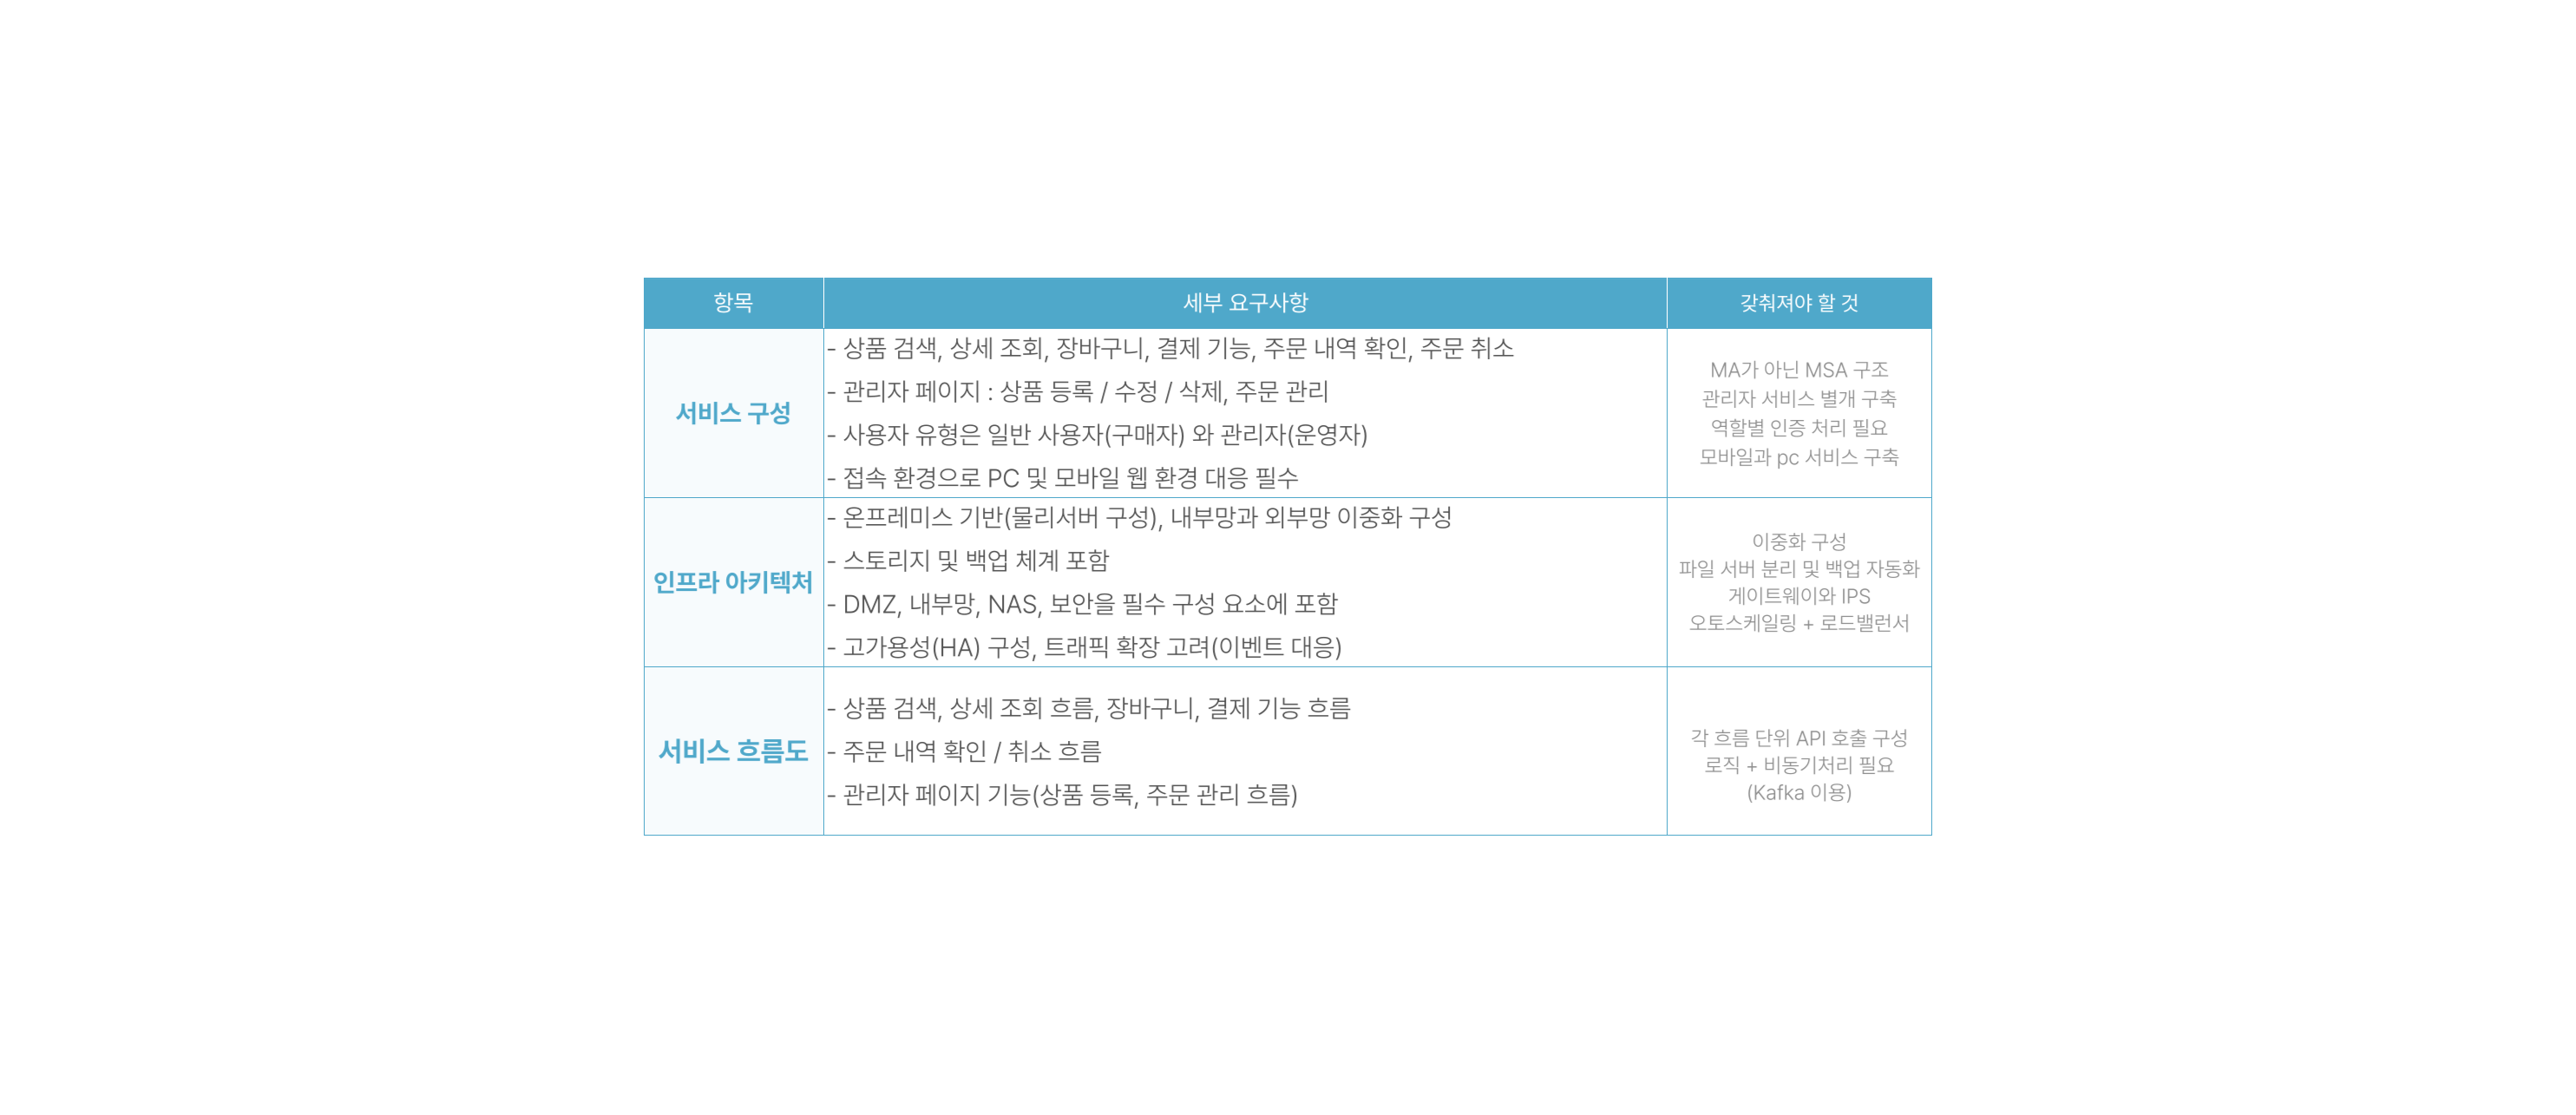 항목
세부 요구사항
갖춰져야 할 것
서비스 구성
- 상품 검색, 상세 조회, 장바구니, 결제 기능, 주문 내역 확인, 주문 취소
- 관리자 페이지 : 상품 등록 / 수정 / 삭제, 주문 관리
- 사용자 유형은 일반 사용자(구매자) 와 관리자(운영자)
- 접속 환경으로 PC 및 모바일 웹 환경 대응 필수
MA가 아닌 MSA 구조
관리자 서비스 별개 구축
역할별 인증 처리 필요
모바일과 pc 서비스 구축
인프라 아키텍처
- 온프레미스 기반(물리서버 구성), 내부망과 외부망 이중화 구성
- 스토리지 및 백업 체계 포함
- DMZ, 내부망, NAS, 보안을 필수 구성 요소에 포함
- 고가용성(HA) 구성, 트래픽 확장 고려(이벤트 대응)
이중화 구성
파일 서버 분리 및 백업 자동화
게이트웨이와 IPS
오토스케일링 + 로드밸런서
서비스 흐름도
- 상품 검색, 상세 조회 흐름, 장바구니, 결제 기능 흐름
- 주문 내역 확인 / 취소 흐름
- 관리자 페이지 기능(상품 등록, 주문 관리 흐름)
각 흐름 단위 API 호출 구성
로직 + 비동기처리 필요
(Kafka 이용)